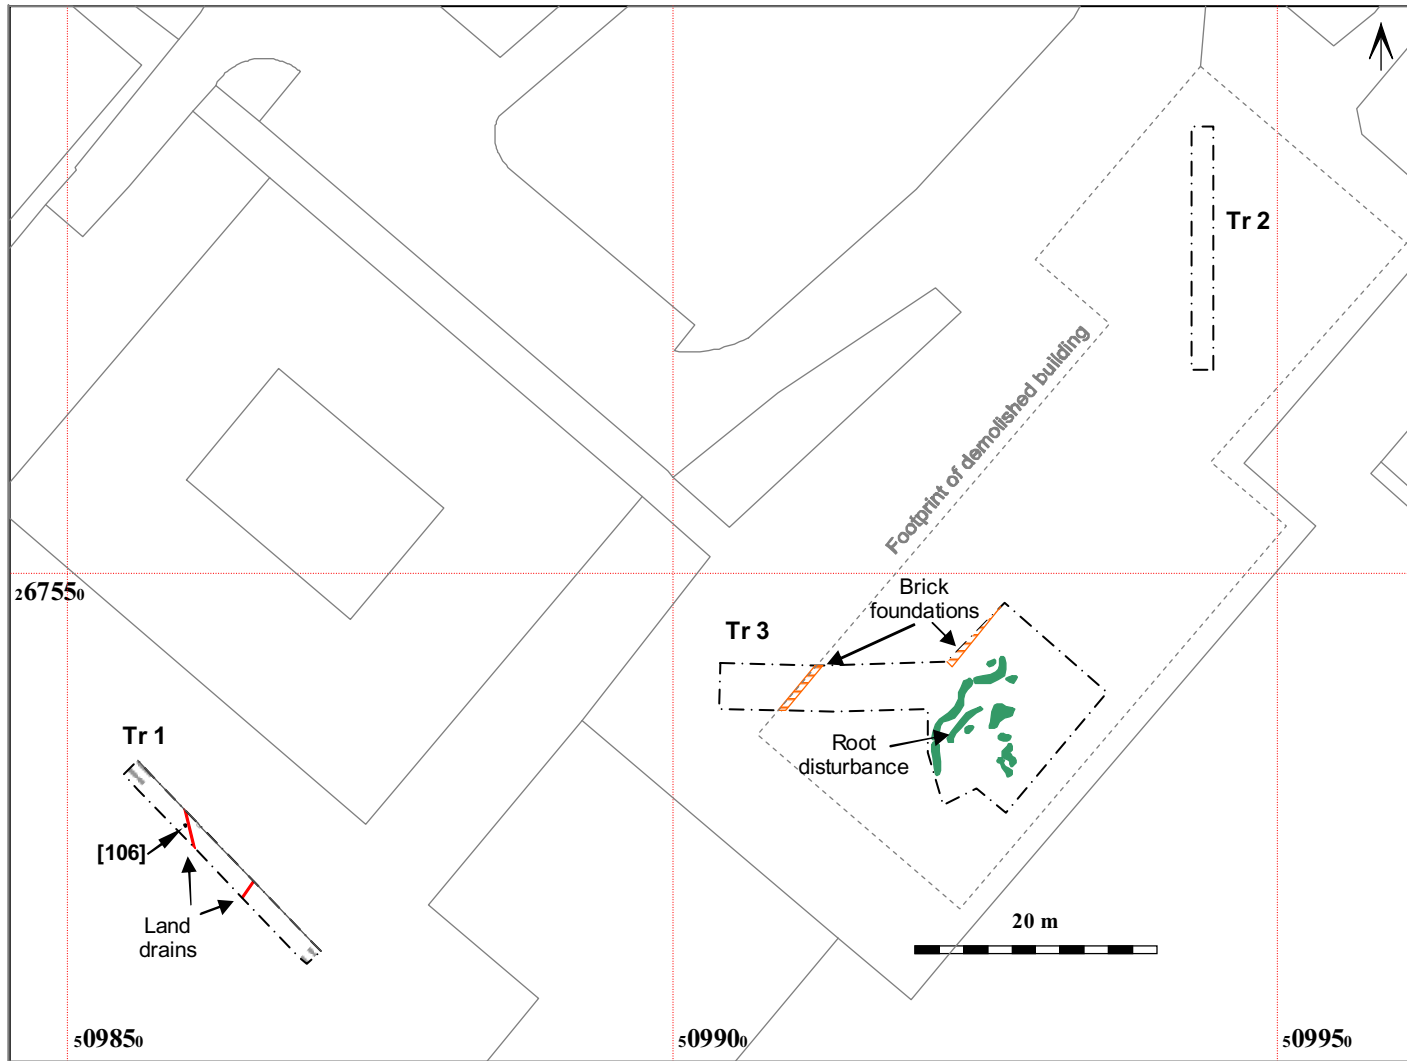 Tr 2
Footprint of demolished building
267550
Brick
foundations
Tr 3
Root
disturbance
Tr 1
[106]
Land
drains
20 m
509850
509900
509950